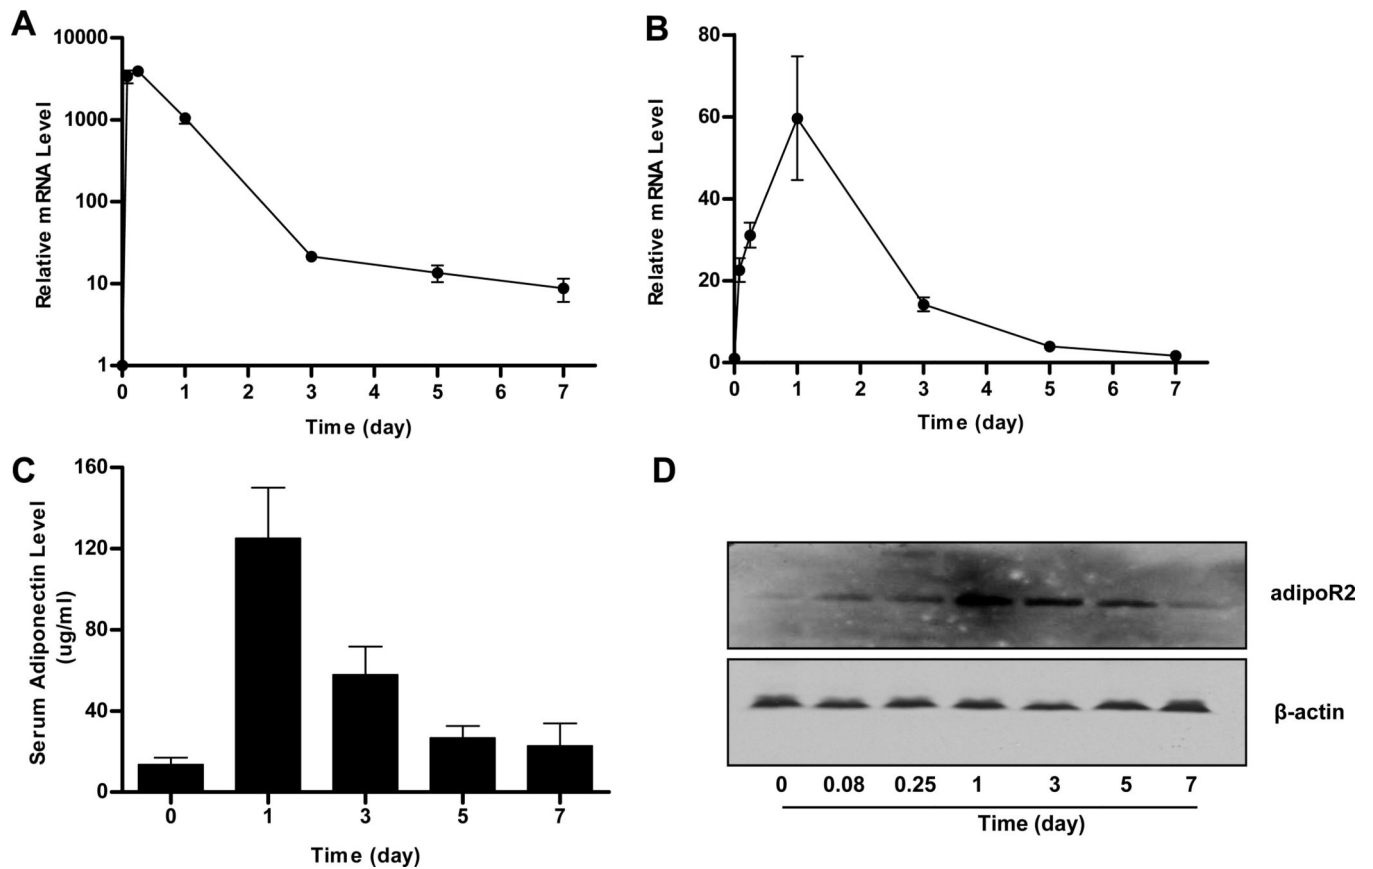 A
10000
1000
100
10
1
Relative mRNA Level
0 1 2 3 4 5 6 7
Time (day)
B
80
60
40
20
0
Relative mRNA Level
0 1 2 3 4 5 6 7
Time (day)
C
160
120
80
40
0
Serum Adiponectin Level
(ug/ml)
0 1 3 5 7
Time (day)
D
adipoR2
β-actin
0 0.08 0.25 1 3 5 7
Time (day)